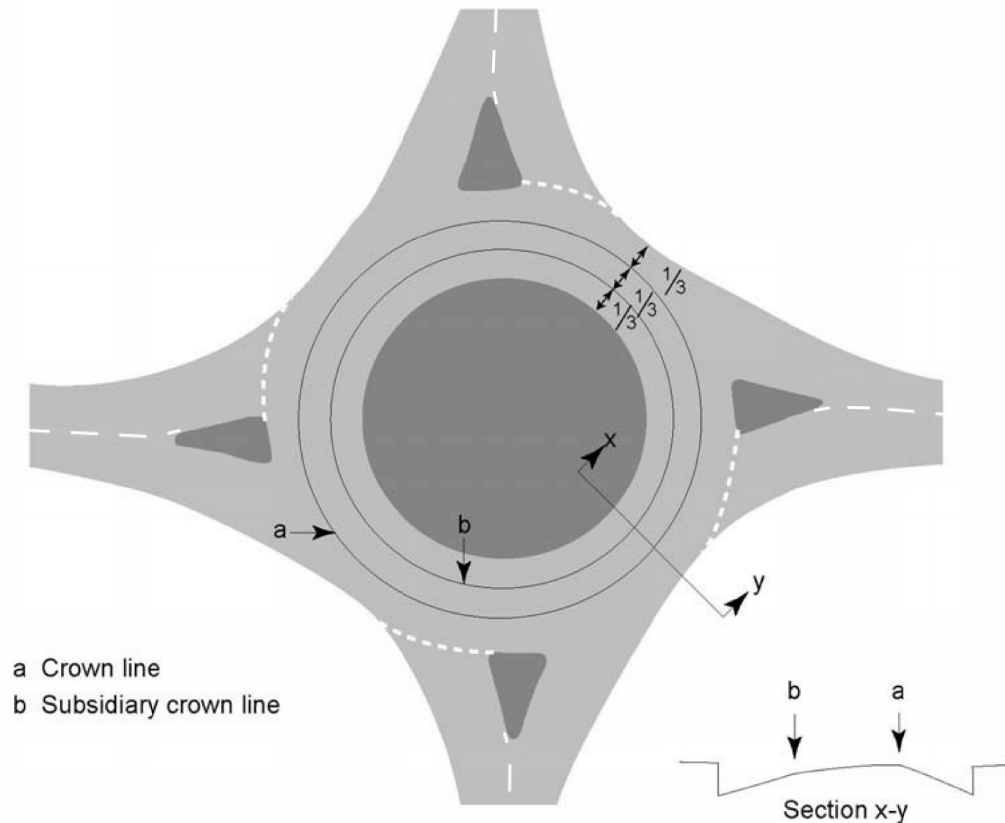 1/3
1/3
1/3
x
a
b
y
a Crown line
b Subsidiary crown line
b
a
Section x-y